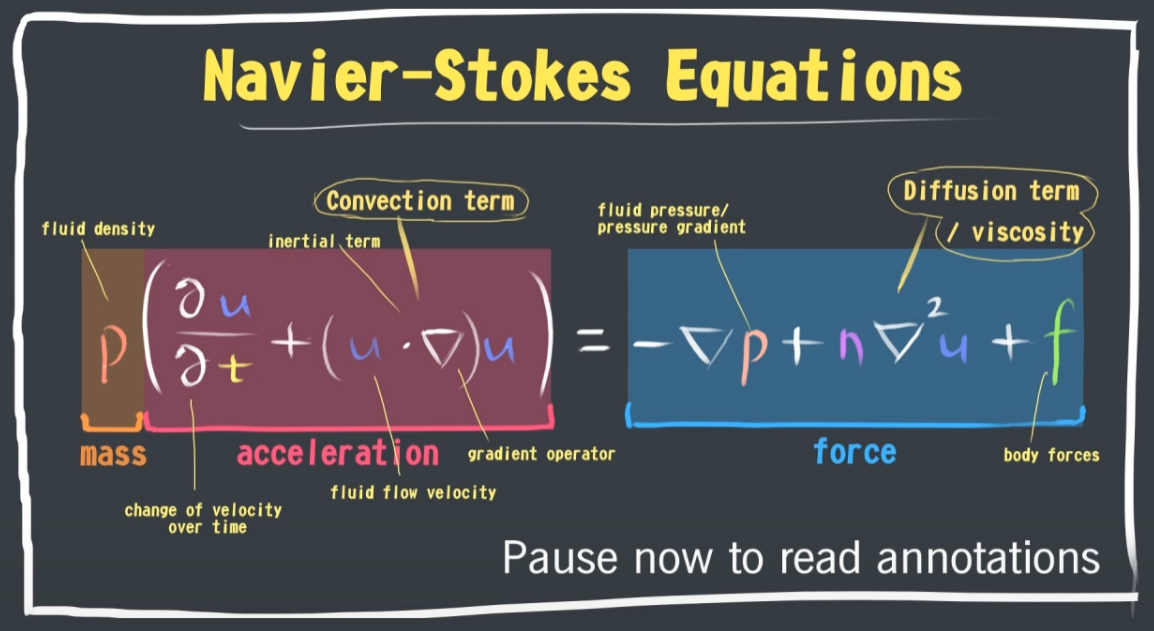 Navier-Stokes Equations
Convection term
Diffusion term
/ viscosity
fluid density
inertial term
fluid pressure/
pressure gradient
ρ(∂u/∂t + (u · ∇)u) = −∇p + η∇²u + f
mass
acceleration
gradient operator
force
body forces
fluid flow velocity
change of velocity
over time
Pause now to read annotations